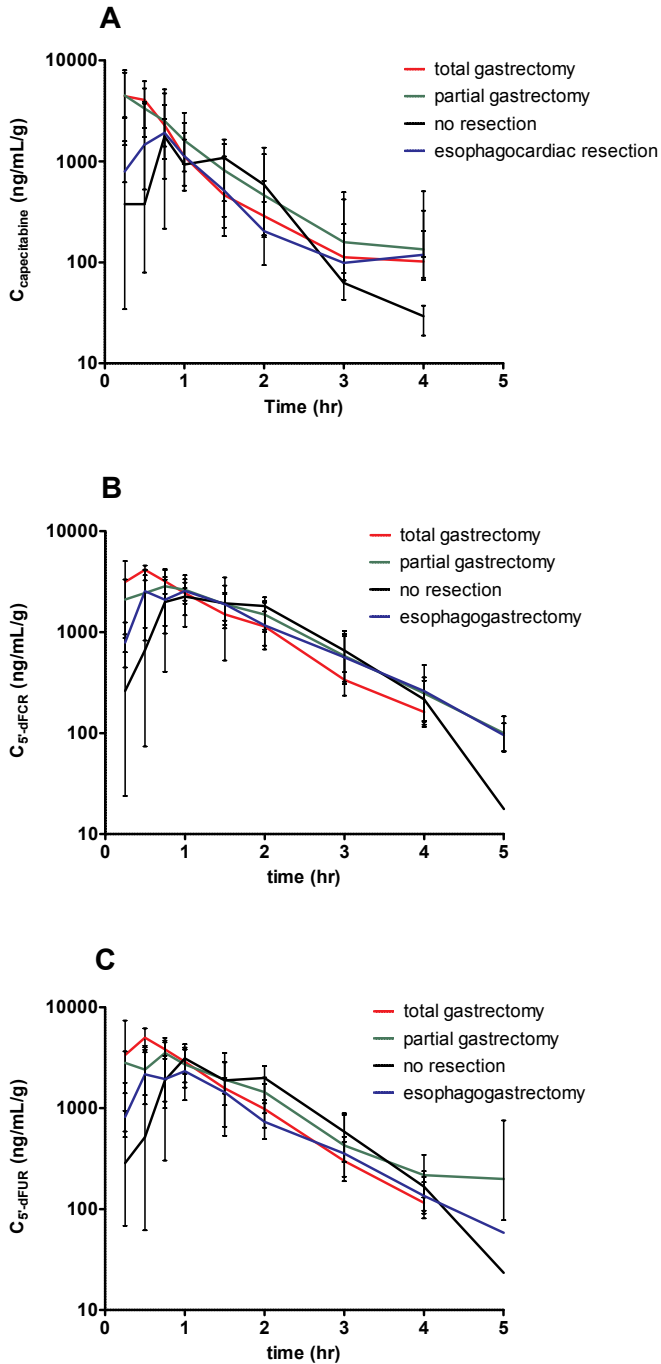 A
10000
1000
100
10
C capecitabine (ng/mL/g)
total gastrectomy
partial gastrectomy
no resection
esophagocardiac resection
0 1 2 3 4 5
Time (hr)
B
10000
1000
100
10
C 5'-dFCR (ng/mL/g)
total gastrectomy
partial gastrectomy
no resection
esophagogastrectomy
0 1 2 3 4 5
time (hr)
C
10000
1000
100
10
C 5'-dFUR (ng/mL/g)
total gastrectomy
partial gastrectomy
no resection
esophagogastrectomy
0 1 2 3 4 5
time (hr)